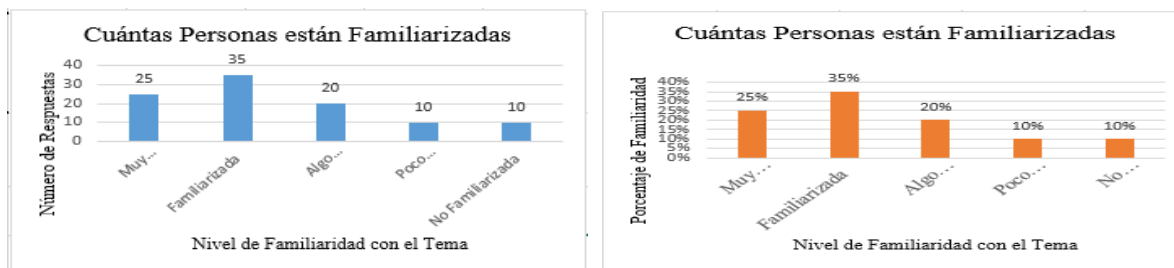 Cuántas Personas están Familiarizadas
Número de Respuestas
40
30
20
10
0
25
35
20
10
10
Muy...
Familiarizada
Algo...
Poco...
No Familiarizada
Nivel de Familiaridad con el Tema
Cuántas Personas están Familiarizadas
Porcentaje de Familiaridad
40%
35%
30%
25%
20%
15%
10%
5%
0%
25%
35%
20%
10%
10%
Muy...
Familiarizada
Algo...
Poco...
No...
Nivel de Familiaridad con el Tema